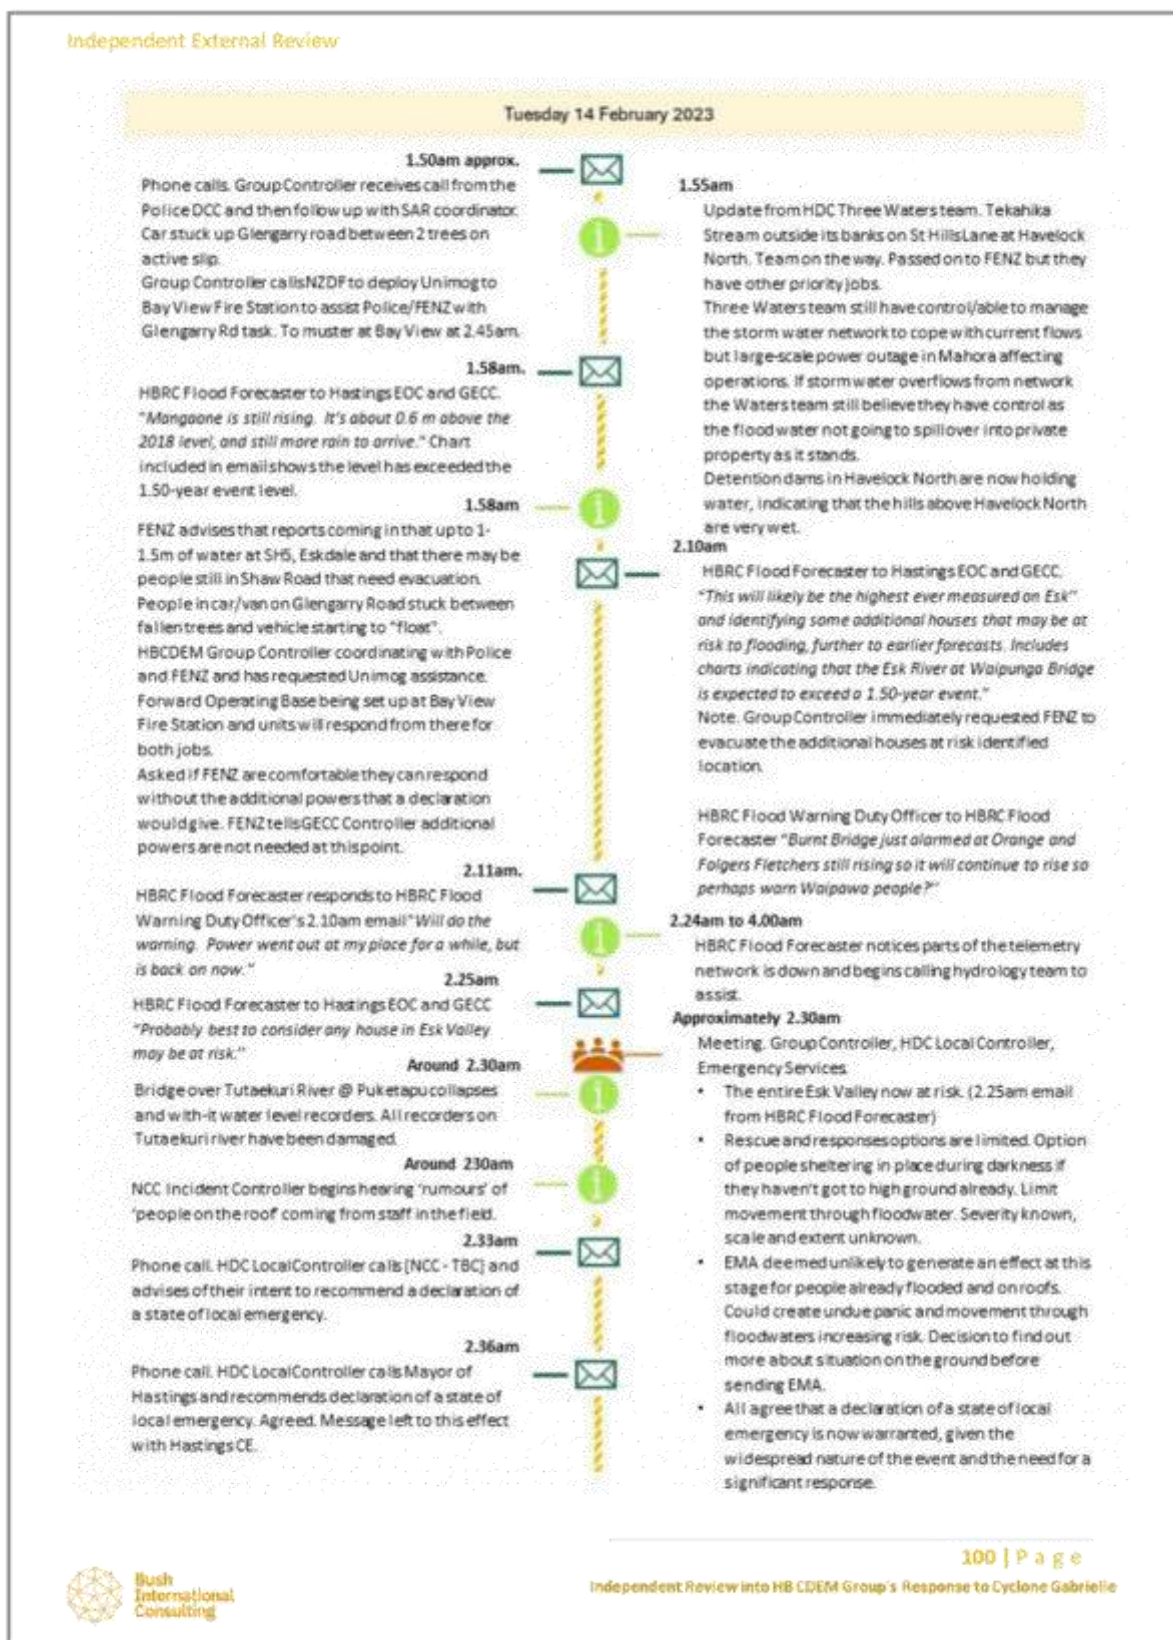 Independent External Review
Tuesday 14 February 2023
1.50am approx.
Phone calls. Group Controller receives call from the
Police DCC and then follow up with SAR coordinator.
Car stuck up Glengarry road between 2 trees on
active slip.
Group Controller calls NZDF to deploy Unimog to
Bay View Fire Station to assist Police/FENZ with
Glengarry Rd task. To muster at Bay View at 2.45am.
1.55am
Update from HDC Three Waters team. Tekahika
Stream outside its banks on St Hills Lane at Havelock
North. Team on the way. Passed on to FENZ but they
have other priority jobs.
Three Waters team still have control/able to manage
the storm water network to cope with current flows
but large-scale power outage in Mahora affecting
operations. If storm water overflows from network
the Waters team still believe they have control as
the flood water not going to spill over into private
property as it stands.
Detention dams in Havelock North are now holding
water, indicating that the hills above Havelock North
are very wet.
1.58am.
HBRC Flood Forecaster to Hastings EOC and GECC.
"Mangaone is still rising. It's about 0.6 m above the
2018 level, and still more rain to arrive." Chart
included in email shows the level has exceeded the
1.50-year event level.
1.58am
FENZ advises that reports coming in that up to 1-
1.5m of water at SH5, Eskdale and that there may be
people still in Shaw Road that need evacuation.
People in car/van on Glengarry Road stuck between
fallen trees and vehicle starting to "float".
HBCDEM Group Controller coordinating with Police
and FENZ and has requested Unimog assistance.
Forward Operating Base being set up at Bay View
Fire Station and units will respond from there for
both jobs.
Asked if FENZ are comfortable they can respond
without the additional powers that a declaration
would give. FENZ tells GECC Controller additional
powers are not needed at this point.
2.10am
HBRC Flood Forecaster to Hastings EOC and GECC.
"This will likely be the highest ever measured on Esk"
and identifying some additional houses that may be at
risk to flooding, further to earlier forecasts. Includes
charts indicating that the Esk River at Waipunga Bridge
is expected to exceed a 1.50-year event."
Note. Group Controller immediately requested FENZ to
evacuate the additional houses at risk identified
location.
HBRC Flood Warning Duty Officer to HBRC Flood
Forecaster "Burnt Bridge just alarmed at Orange and
Folgers Fletchers still rising so it will continue to rise so
perhaps warn Waipawa people?"
2.11am.
HBRC Flood Forecaster responds to HBRC Flood
Warning Duty Officer's 2.10am email "Will do the
warning. Power went out at my place for a while, but
is back on now."
2.24am to 4.00am
HBRC Flood Forecaster notices parts of the telemetry
network is down and begins calling hydrology team to
assist.
2.25am
HBRC Flood Forecaster to Hastings EOC and GECC
"Probably best to consider any house in Esk Valley
may be at risk."
Approximately 2.30am
Meeting. Group Controller, HDC Local Controller,
Emergency Services
• The entire Esk Valley now at risk. (2.25am email
from HBRC Flood Forecaster)
• Rescue and responses options are limited. Option
of people sheltering in place during darkness if
they haven't got to high ground already. Limit
movement through floodwater. Severity known,
scale and extent unknown.
• EMA deemed unlikely to generate an effect at this
stage for people already flooded and on roofs.
Could create undue panic and movement through
floodwaters increasing risk. Decision to find out
more about situation on the ground before
sending EMA.
• All agree that a declaration of a state of local
emergency is now warranted, given the
widespread nature of the event and the need for a
significant response.
Around 2.30am
Bridge over Tutaekuri River @ Puketapu collapses
and with-it water level recorders. All recorders on
Tutaekuri river have been damaged.
Around 230am
NCC Incident Controller begins hearing 'rumours' of
'people on the roof' coming from staff in the field.
2.33am
Phone call. HDC Local Controller calls [NCC - TBC] and
advises of their intent to recommend a declaration of
a state of local emergency.
2.36am
Phone call. HDC Local Controller calls Mayor of
Hastings and recommends declaration of a state of
local emergency. Agreed. Message left to this effect
with Hastings CE.
100 | Page
Independent Review into HB CDEM Group's Response to Cyclone Gabrielle
Bush
International
Consulting